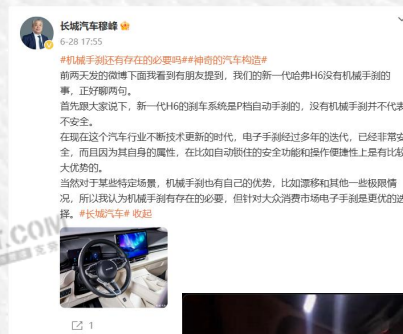 长城汽车穆峰
6-28 17:55
#机械手刹还有存在的必要吗##神奇的汽车构造#
前两天发的微博下面我看到有朋友提到，我们的新一代哈弗H6没有机械手刹的
事，正好聊两句。
首先跟大家说下，新一代H6的刹车系统是P档自动手刹的，没有机械手刹并不代表
不安全。
在现在这个汽车行业不断技术更新的时代，电子手刹经过多年的迭代，已经非常安
全，而且因为其自身的属性，在比如自动锁住的安全功能和操作便捷性上是有比较
大优势的。
当然对于某些特定场景，机械手刹也有自己的优势，比如漂移和其他一些极限情
况，所以我认为机械手刹有存在的必要，但针对大众消费市场电子手刹是更优的选
择。#长城汽车# 收起
T.COM
1